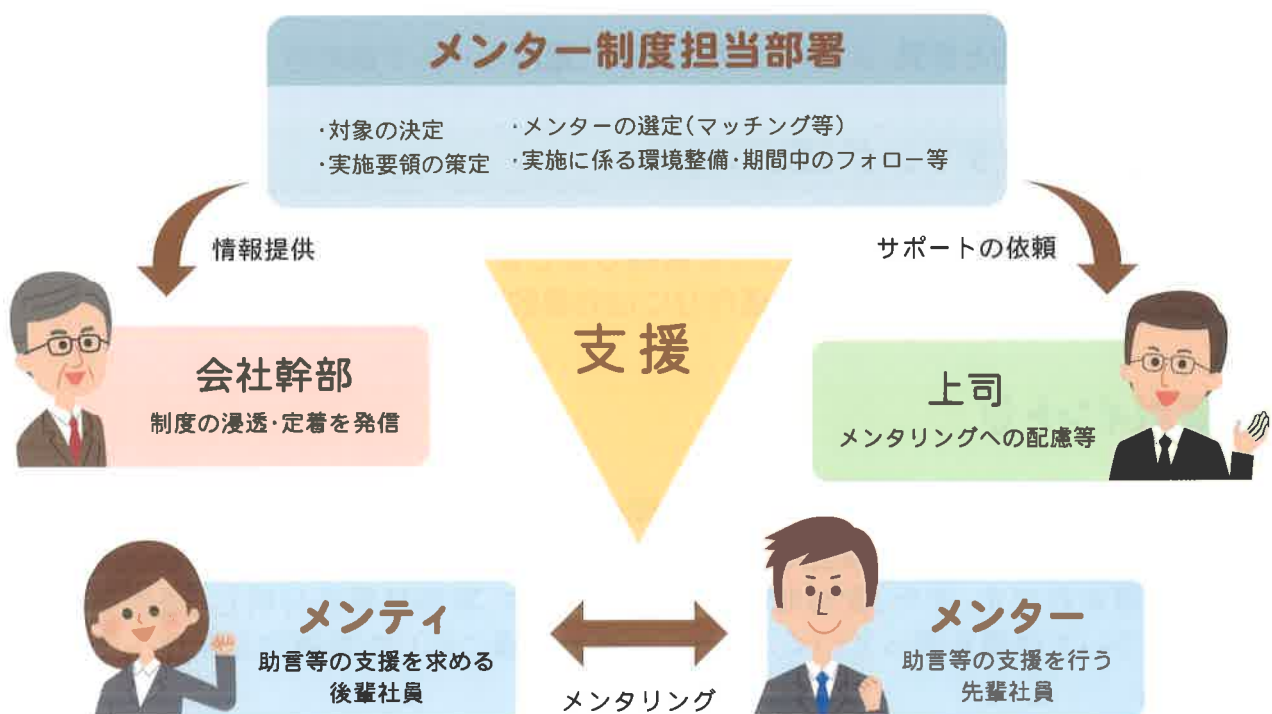 メンター制度担当部署
・対象の決定
・メンターの選定(マッチング等)
・実施要領の策定
・実施に係る環境整備・期間中のフォロー等
情報提供
サポートの依頼
支援
会社幹部
制度の浸透・定着を発信
上司
メンタリングへの配慮等
メンティ
助言等の支援を求める
後輩社員
メンタリング
メンター
助言等の支援を行う
先輩社員